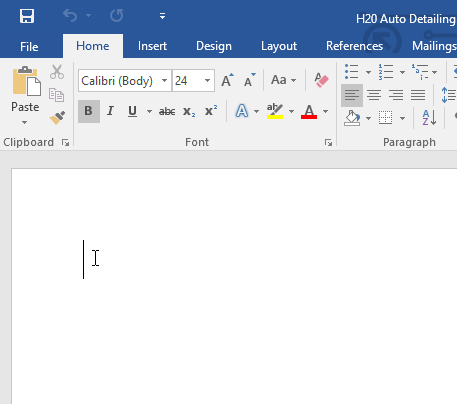 H20 Auto Detailing
File Home Insert Design Layout References Mailings
Paste
Calibri (Body) 24 A A Aa A
B I U abc X₂ X² A ab A
A Z
Clipboard Font Paragraph